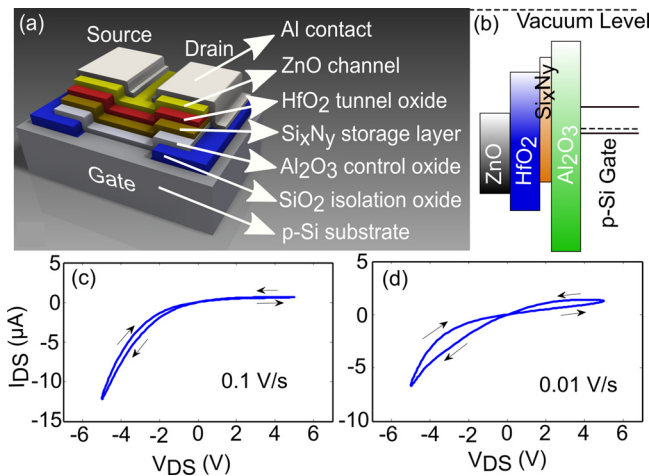 (a)
Source
Drain
Al contact
ZnO channel
HfO2 tunnel oxide
SixNy storage layer
Al2O3 control oxide
SiO2 isolation oxide
p-Si substrate
Gate
(b)
Vacuum Level
ZnO
HfO2
SixNy
Al2O3
p-Si Gate
(c)
5
0
-5
-10
-15
IDS (µA)
-6 -4 -2 0 2 4 6
VDS (V)
0.1 V/s
(d)
5
0
-5
-10
-6 -4 -2 0 2 4 6
VDS (V)
0.01 V/s